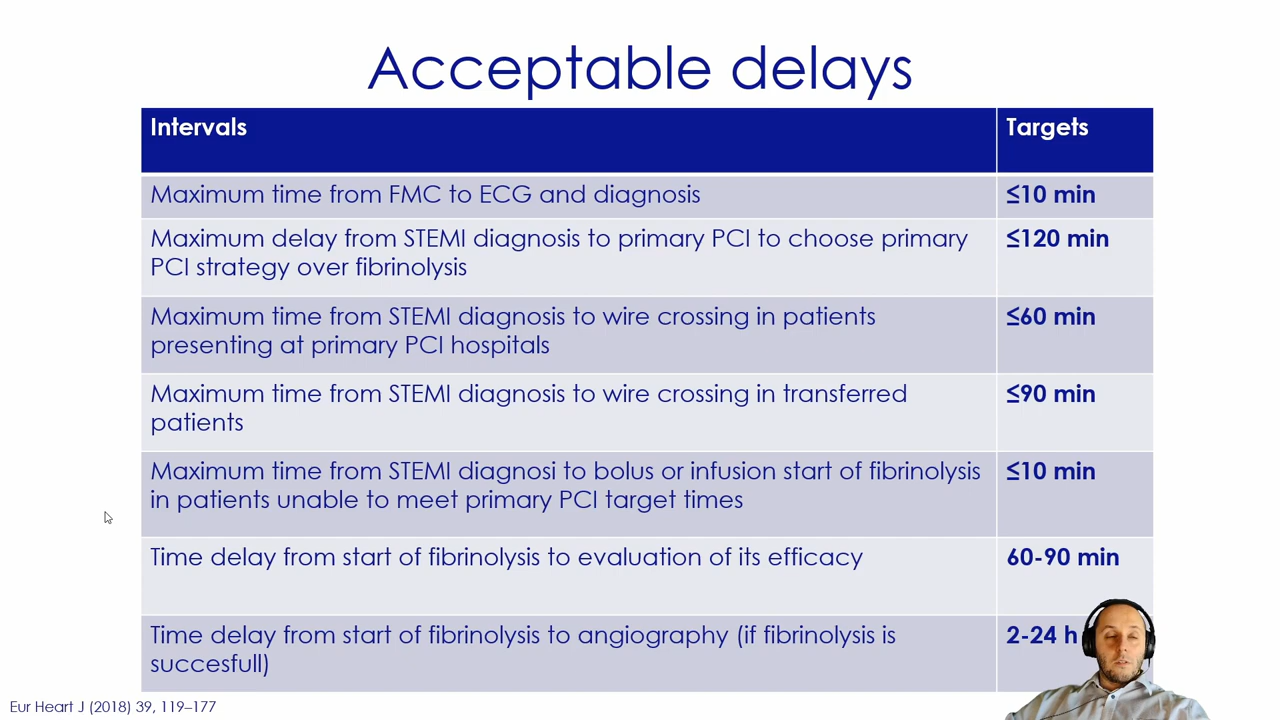 Acceptable delays
Intervals
Targets
Maximum time from FMC to ECG and diagnosis
≤10 min
Maximum delay from STEMI diagnosis to primary PCI to choose primary
PCI strategy over fibrinolysis
≤120 min
Maximum time from STEMI diagnosis to wire crossing in patients
presenting at primary PCI hospitals
≤60 min
Maximum time from STEMI diagnosis to wire crossing in transferred
patients
≤90 min
Maximum time from STEMI diagnosi to bolus or infusion start of fibrinolysis
in patients unable to meet primary PCI target times
≤10 min
Time delay from start of fibrinolysis to evaluation of its efficacy
60-90 min
Time delay from start of fibrinolysis to angiography (if fibrinolysis is
succesfull)
2-24 h
Eur Heart J (2018) 39, 119–177